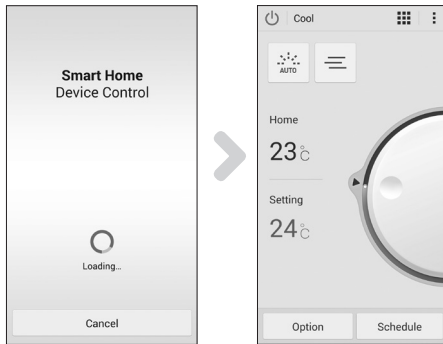 Smart Home
Device Control
Loading...
Cancel
Cool
AUTO
Home
23°C
Setting
24°C
Option
Schedule